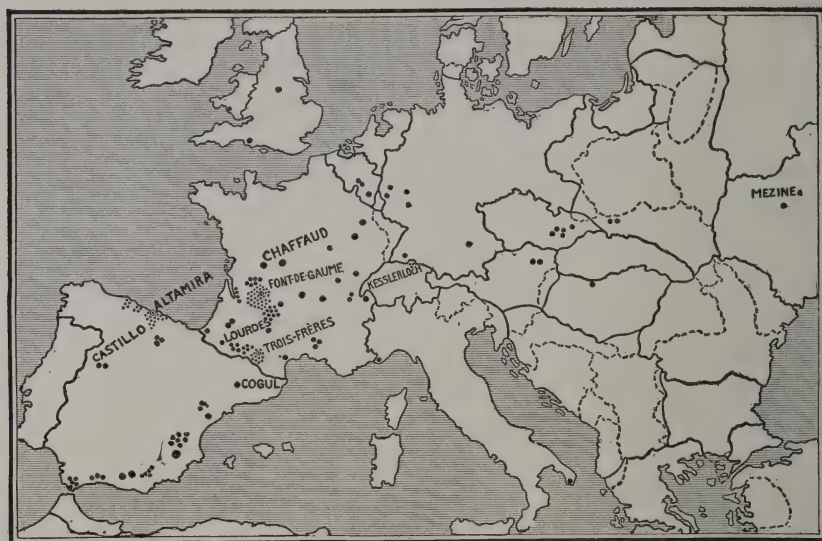 MEZINE
CHAFFAUD
FONT-DE-GAUME
KESSLERLOCH
ALTAMIRA
CASTILLO
LOURDES
TROIS-FRÈRES
COGUL